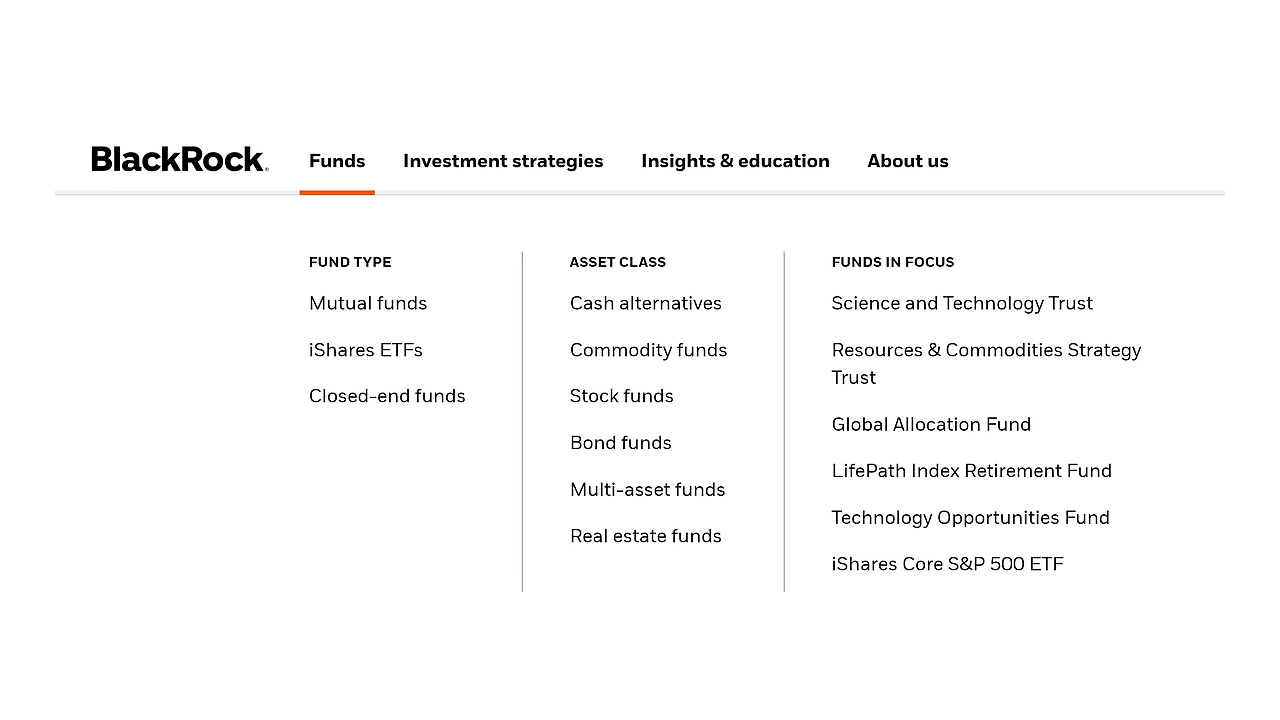 BlackRock®
Funds
Investment strategies
Insights & education
About us
FUND TYPE
Mutual funds
iShares ETFs
Closed-end funds
ASSET CLASS
Cash alternatives
Commodity funds
Stock funds
Bond funds
Multi-asset funds
Real estate funds
FUNDS IN FOCUS
Science and Technology Trust
Resources & Commodities Strategy
Trust
Global Allocation Fund
LifePath Index Retirement Fund
Technology Opportunities Fund
iShares Core S&P 500 ETF